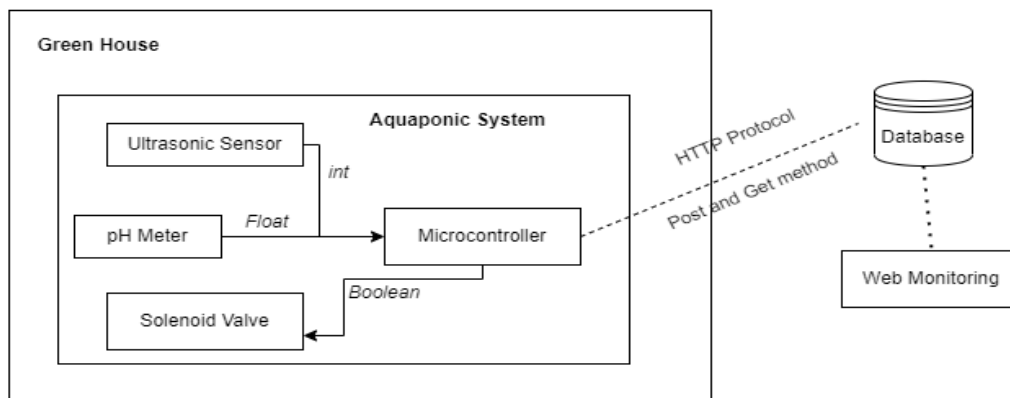 Green House
Aquaponic System
Ultrasonic Sensor
int
pH Meter
Float
Microcontroller
Boolean
Solenoid Valve
HTTP Protocol
Post and Get method
Database
Web Monitoring